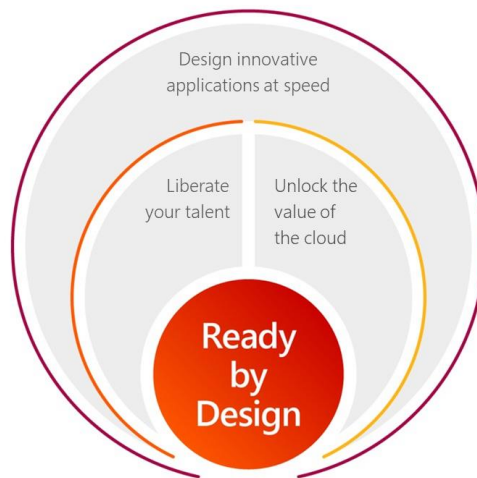 Design innovative
applications at speed
Liberate
your talent
Unlock the
value of
the cloud
Ready
by
Design